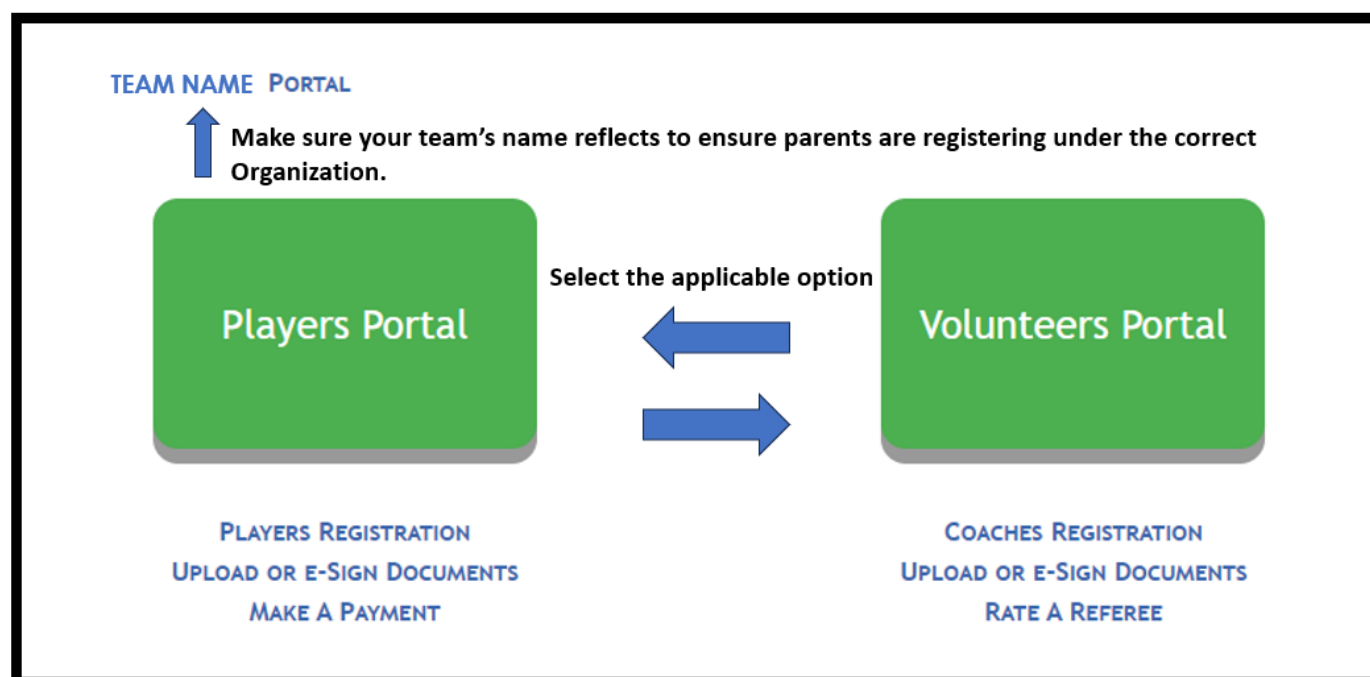 TEAM NAME Portal
Make sure your team's name reflects to ensure parents are registering under the correct
Organization.
Select the applicable option
Players Portal
Volunteers Portal
Players Registration
Upload or e-Sign Documents
Make A Payment
Coaches Registration
Upload or e-Sign Documents
Rate A Referee